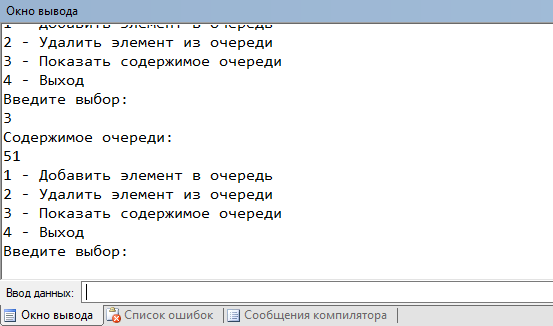 Окно вывода
1 - Добавить элемент в очередь
2 - Удалить элемент из очереди
3 - Показать содержимое очереди
4 - Выход
Введите выбор:
3
Содержимое очереди:
51
1 - Добавить элемент в очередь
2 - Удалить элемент из очереди
3 - Показать содержимое очереди
4 - Выход
Введите выбор:
Ввод данных:
Окно вывода Список ошибок Сообщения компилятора